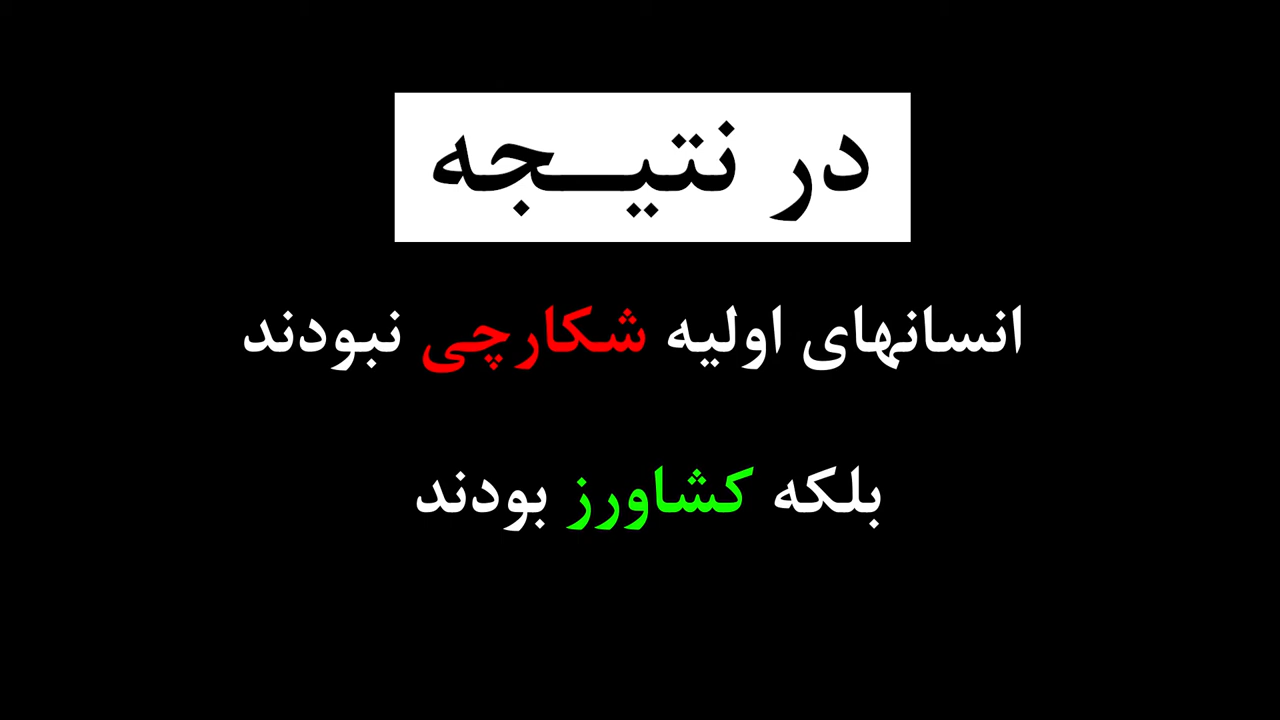 در نتیـــجه
انسانهای اولیه شکارچی نبودند
بلکه کشاورز بودند